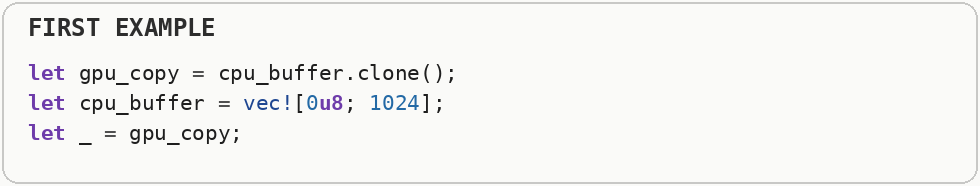 FIRST EXAMPLE
let gpu_copy = cpu_buffer.clone();
let cpu_buffer = vec![0u8; 1024];
let _ = gpu_copy;